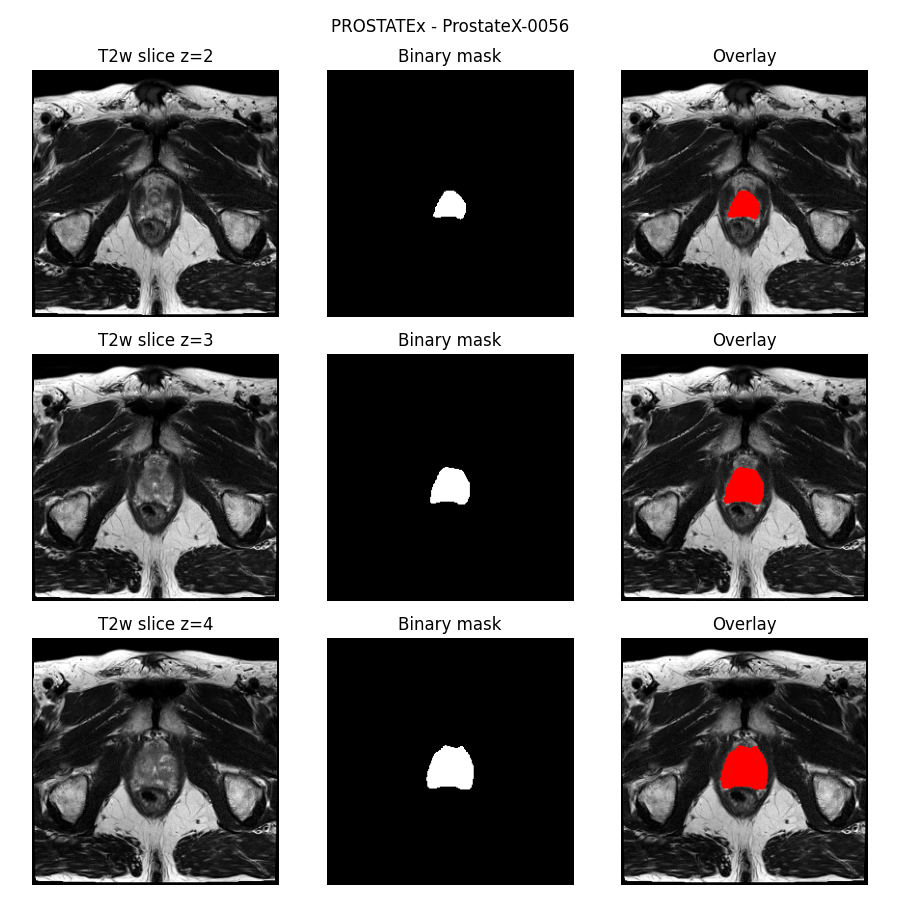 PROSTATEx - ProstateX-0056
T2w slice z=2 Binary mask Overlay
T2w slice z=3 Binary mask Overlay
T2w slice z=4 Binary mask Overlay